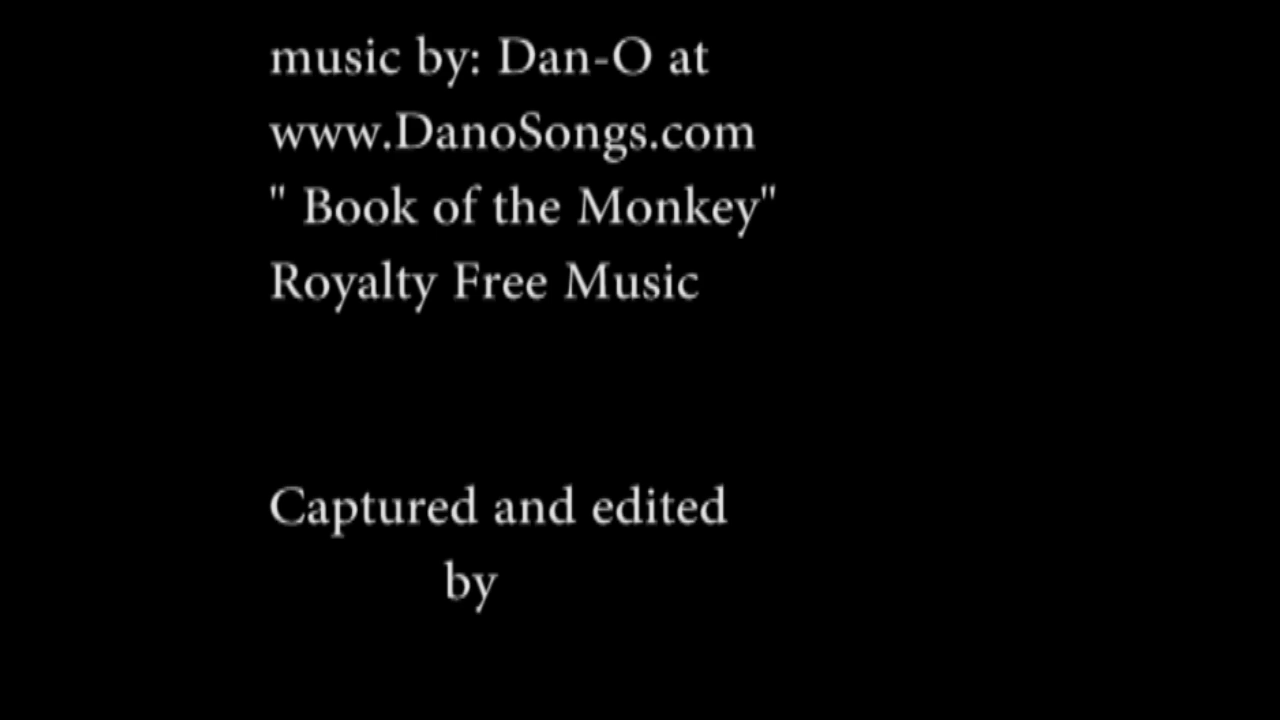 music by: Dan-O at
www.DanoSongs.com
" Book of the Monkey"
Royalty Free Music
Captured and edited
by